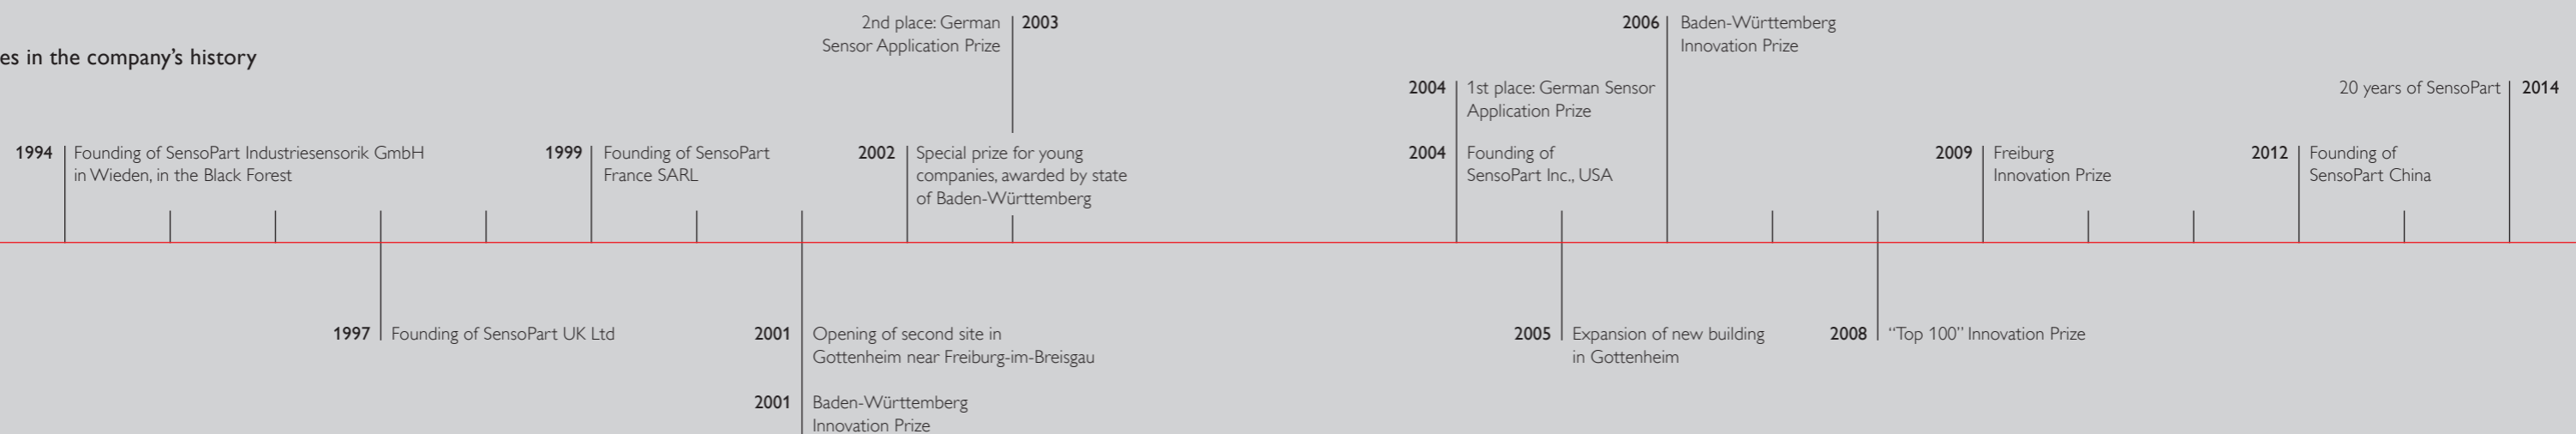 es in the company's history
1994
Founding of SensoPart Industriesensorik GmbH
in Wieden, in the Black Forest
1997
Founding of SensoPart UK Ltd
1999
Founding of SensoPart
France SARL
2001
Opening of second site in
Gottenheim near Freiburg-im-Breisgau
2001
Baden-Württemberg
Innovation Prize
2002
Special prize for young
companies, awarded by state
of Baden-Württemberg
2nd place: German
Sensor Application Prize
2003
2004
1st place: German Sensor
Application Prize
2004
Founding of
SensoPart Inc., USA
2005
Expansion of new building
in Gottenheim
2006
Baden-Württemberg
Innovation Prize
2008
“Top 100” Innovation Prize
2009
Freiburg
Innovation Prize
2012
Founding of
SensoPart China
20 years of SensoPart
2014